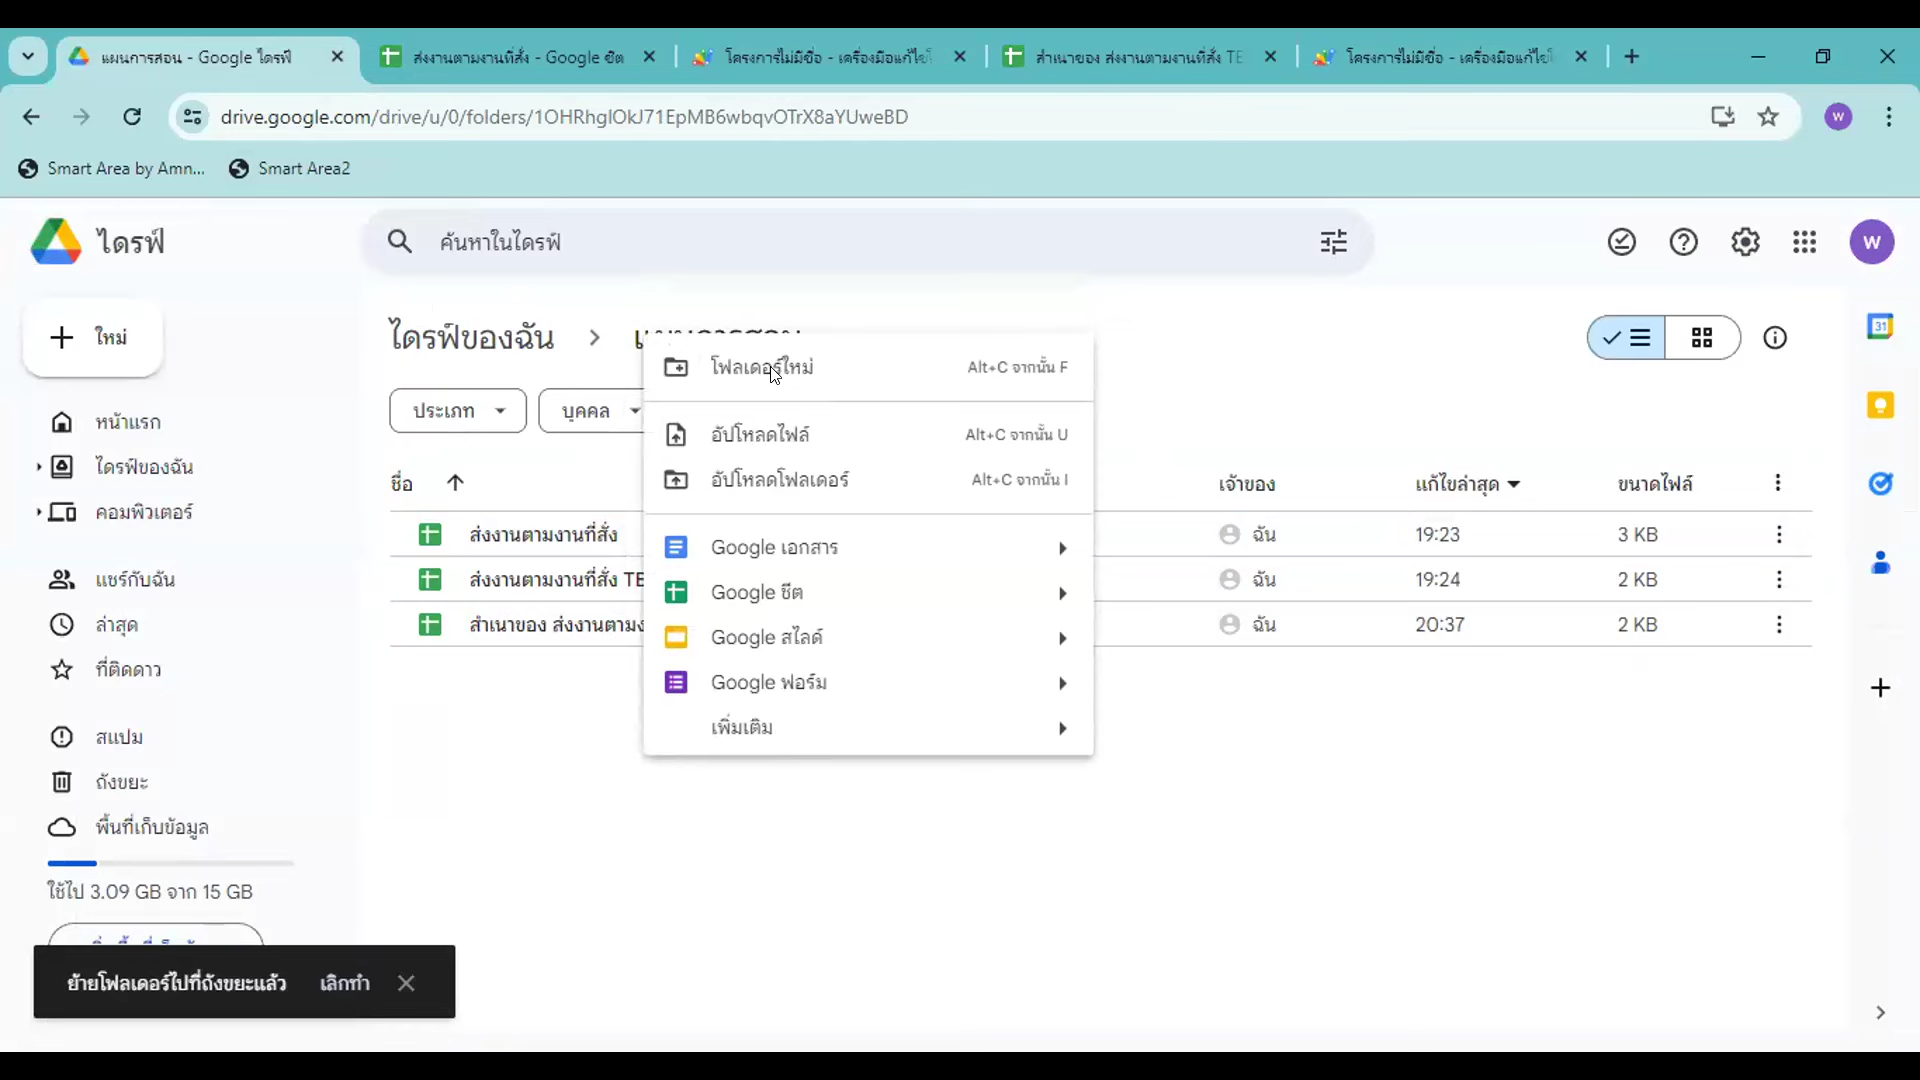 แผนการสอน - Google ไดรฟ์
ส่งงานตามงานที่สั่ง - Google ชีต
โครงการไม่มีชื่อ - เครื่องมือแก้ไข
สำเนาของ ส่งงานตามงานที่สั่ง TE
โครงการไม่มีชื่อ - เครื่องมือแก้ไข
drive.google.com/drive/u/0/folders/1OHRhglOkJ71EpMB6wbqvOTrX8aYUweBD
W
Smart Area by Amn...
Smart Area2
ไดรฟ์
ค้นหาในไดรฟ์
W
ใหม่
ไดรฟ์ของฉัน
แผนการสอน
โฟลเดอร์ใหม่
Alt+C จากนั้น F
ประเภท
บุคคล
อัปโหลดไฟล์
Alt+C จากนั้น U
อัปโหลดโฟลเดอร์
Alt+C จากนั้น I
หน้าแรก
ไดรฟ์ของฉัน
คอมพิวเตอร์
แชร์กับฉัน
ล่าสุด
ที่ติดดาว
สแปม
ถังขยะ
พื้นที่เก็บข้อมูล
ใช้ไป 3.09 GB จาก 15 GB
ชื่อ
เจ้าของ
แก้ไขล่าสุด
ขนาดไฟล์
ส่งงานตามงานที่สั่ง
ฉัน
19:23
3 KB
ส่งงานตามงานที่สั่ง TE
ฉัน
19:24
2 KB
สำเนาของ ส่งงานตามง
ฉัน
20:37
2 KB
Google เอกสาร
Google ชีต
Google สไลด์
Google ฟอร์ม
เพิ่มเติม
31
ย้ายโฟลเดอร์ไปที่ถังขยะแล้ว
เลิกทำ